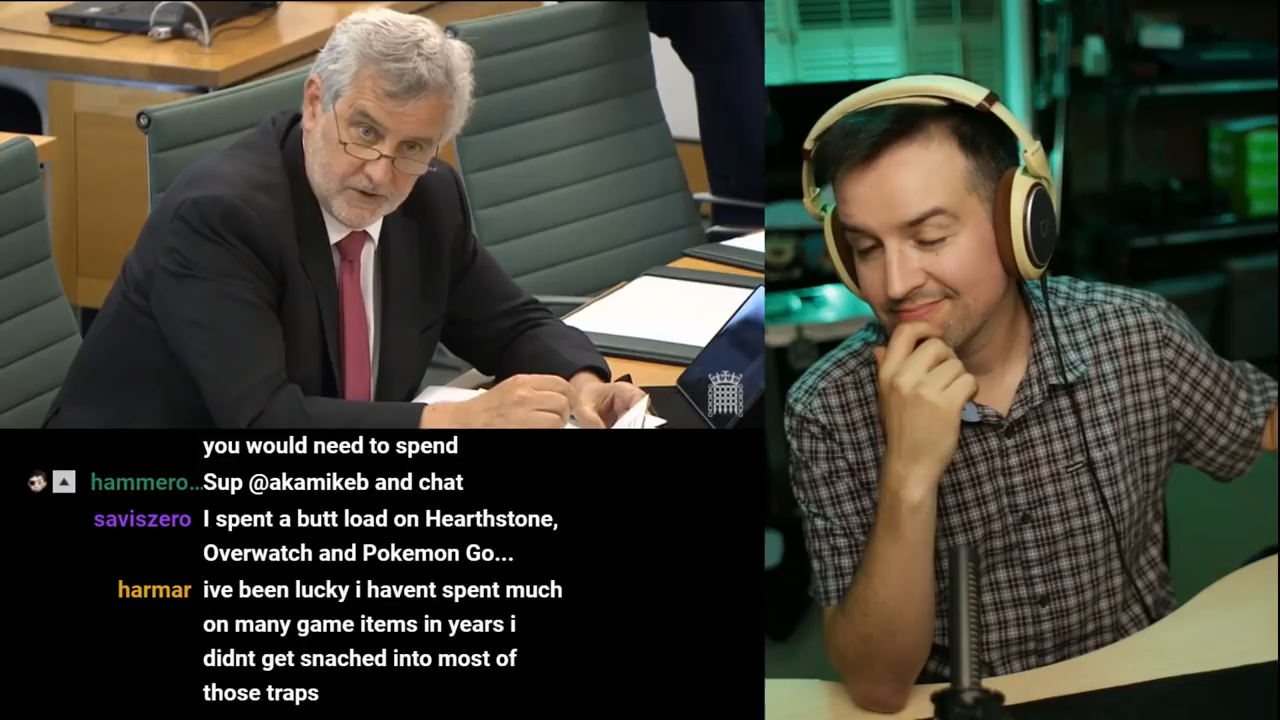 you would need to spend
hammero... Sup @akamikeb and chat
saviszero I spent a butt load on Hearthstone,
Overwatch and Pokemon Go...
harmar ive been lucky i havent spent much
on many game items in years i
didnt get snached into most of
those traps